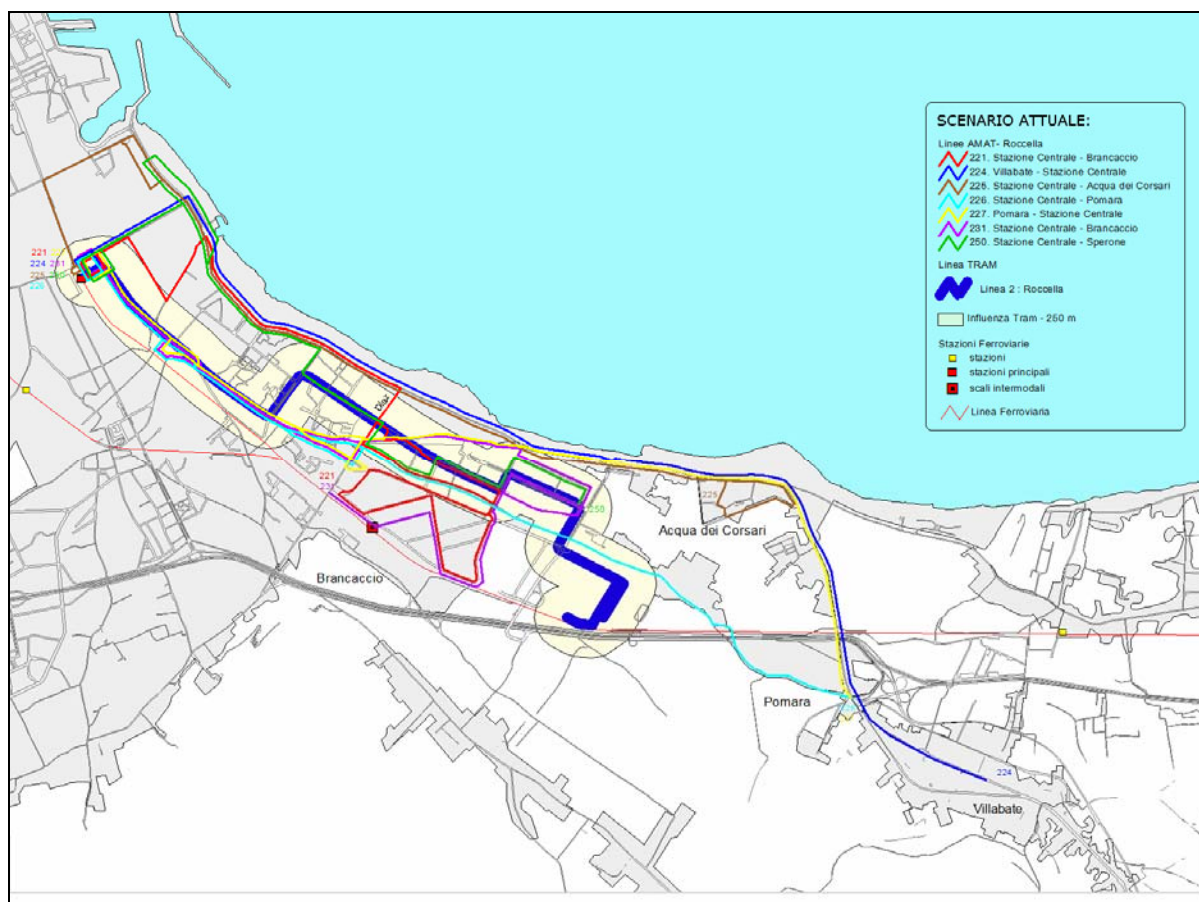 SCENARIO ATTUALE:
Linee AMAT- Roccella
221. Stazione Centrale - Brancaccio
224. Villabate - Stazione Centrale
225. Stazione Centrale - Acqua dei Corsari
226. Stazione Centrale - Pomara
227. Pomara - Stazione Centrale
231. Stazione Centrale - Brancaccio
250. Stazione Centrale - Sperone
Linea TRAM
Linea 2 : Roccella
Influenza Tram - 250 m
Stazioni Ferroviarie
stazioni
stazioni principali
scali intermodali
Linea Ferroviaria
221
224 231
225
226
Diaz
221
231
225
250
Acqua dei Corsari
Brancaccio
Pomara
224
Villabate